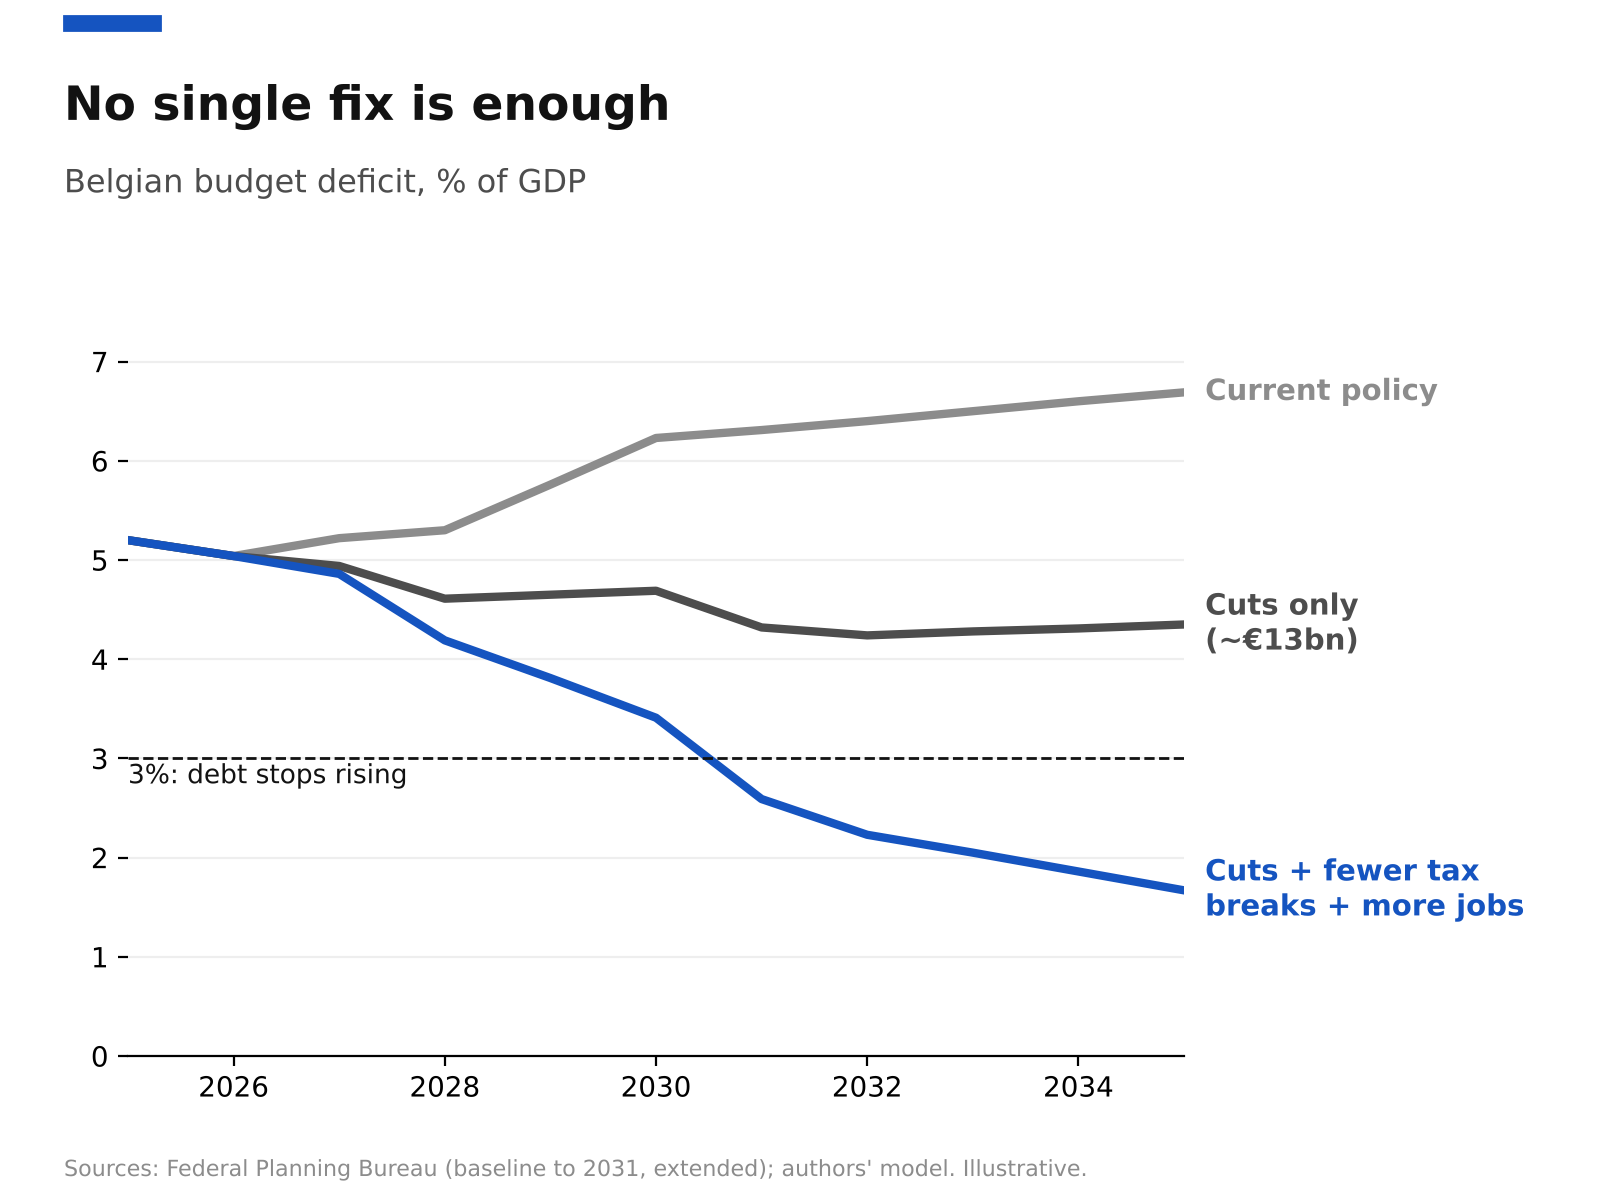 No single fix is enough
Belgian budget deficit, % of GDP
7
Current policy
6
5
Cuts only
(~€13bn)
4
3
3%: debt stops rising
2
Cuts + fewer tax
breaks + more jobs
1
0
2026 2028 2030 2032 2034
Sources: Federal Planning Bureau (baseline to 2031, extended); authors' model. Illustrative.